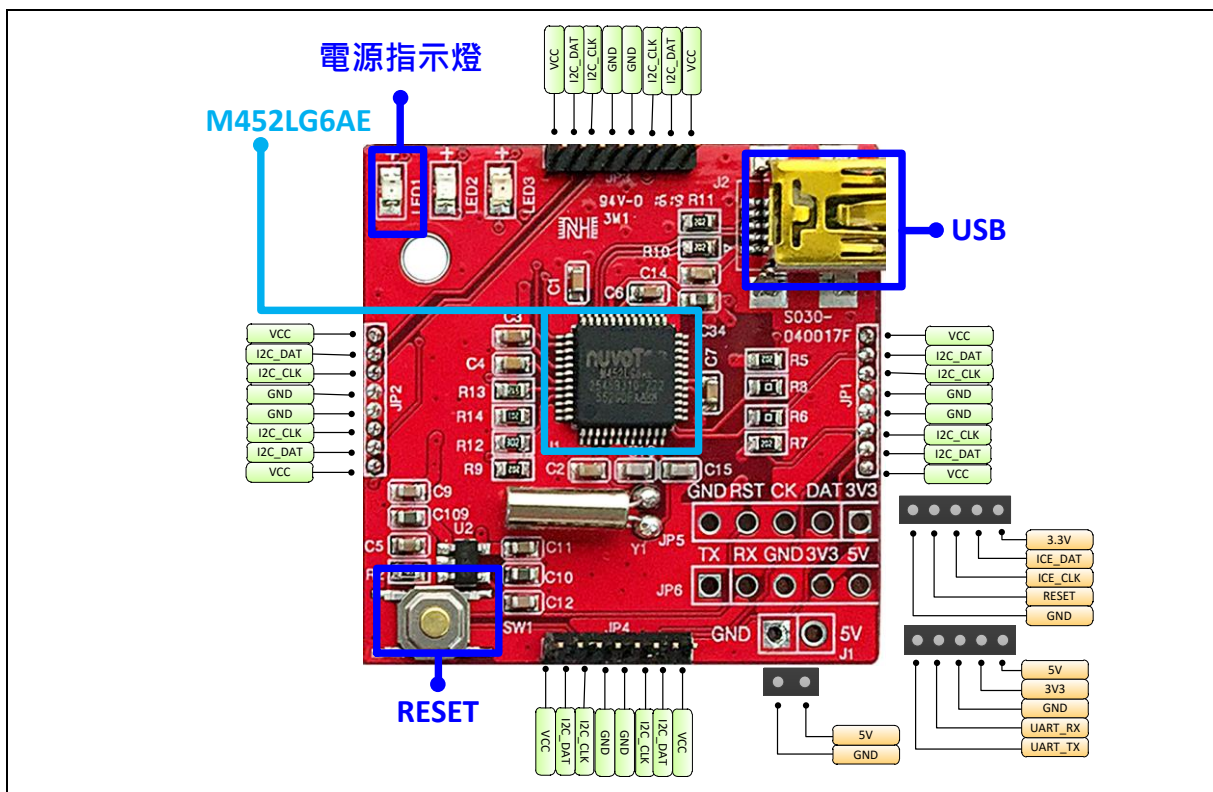 電源指示燈
M452LG6AE
VCC
I2C_DAT
I2C_CLK
GND
GND
I2C_CLK
I2C_DAT
VCC
LED1
LED2
LED3
JP3
94V-0
3M1
R11
J2
R10
C14
C1
C6
C34
USB
S030-
040017F
C3
C4
R13
R14
R12
R9
C7
R5
R8
R6
R7
nuvoT
C2
C15
VCC
I2C_DAT
I2C_CLK
GND
GND
I2C_CLK
I2C_DAT
VCC
JP2
JP1
VCC
I2C_DAT
I2C_CLK
GND
GND
I2C_CLK
I2C_DAT
VCC
C9
C109
U2
C5
C11
C10
C12
Y1
JP5
GND RST CK DAT 3V3
TX RX GND 3V3 5V
JP6
SW1
JP4
GND 5V
J1
RESET
VCC
I2C_DAT
I2C_CLK
GND
GND
I2C_CLK
I2C_DAT
VCC
3.3V
ICE_DAT
ICE_CLK
RESET
GND
5V
3V3
GND
UART_RX
UART_TX
5V
GND